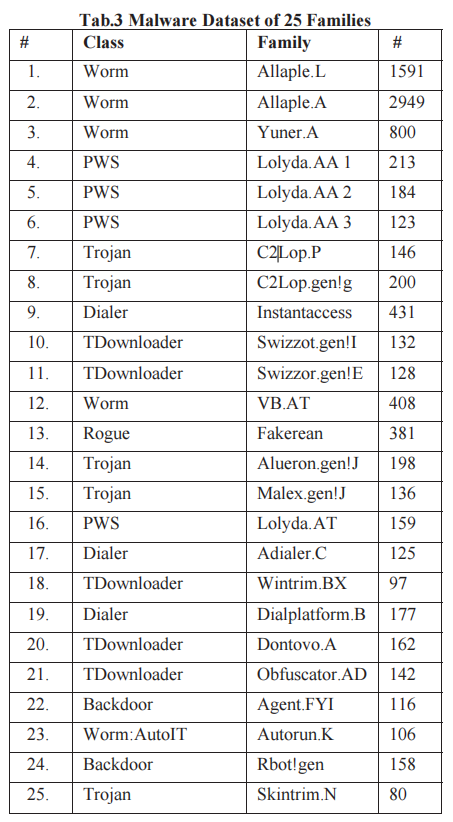 Tab.3 Malware Dataset of 25 Families
# Class Family #
1. Worm Allaple.L 1591
2. Worm Allaple.A 2949
3. Worm Yuner.A 800
4. PWS Lolyda.AA 1 213
5. PWS Lolyda.AA 2 184
6. PWS Lolyda.AA 3 123
7. Trojan C2Lop.P 146
8. Trojan C2Lop.gen!g 200
9. Dialer Instantaccess 431
10. TDownloader Swizzot.gen!I 132
11. TDownloader Swizzor.gen!E 128
12. Worm VB.AT 408
13. Rogue Fakerean 381
14. Trojan Alueron.gen!J 198
15. Trojan Malex.gen!J 136
16. PWS Lolyda.AT 159
17. Dialer Adialer.C 125
18. TDownloader Wintrim.BX 97
19. Dialer Dialplatform.B 177
20. TDownloader Dontovo.A 162
21. TDownloader Obfuscator.AD 142
22. Backdoor Agent.FYI 116
23. Worm:AutoIT Autorun.K 106
24. Backdoor Rbot!gen 158
25. Trojan Skintrim.N 80